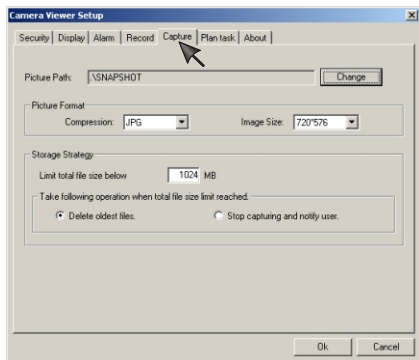 Camera Viewer Setup
Security Display Alarm Record Capture Plan task About
Picture Path: .\SNAPSHOT Change
Picture Format
Compression: JPG Image Size: 720*576
Storage Strategy
Limit total file size below 1024 MB
Take following operation when total file size limit reached.
Delete oldest files. Stop capturing and notify user.
Ok Cancel